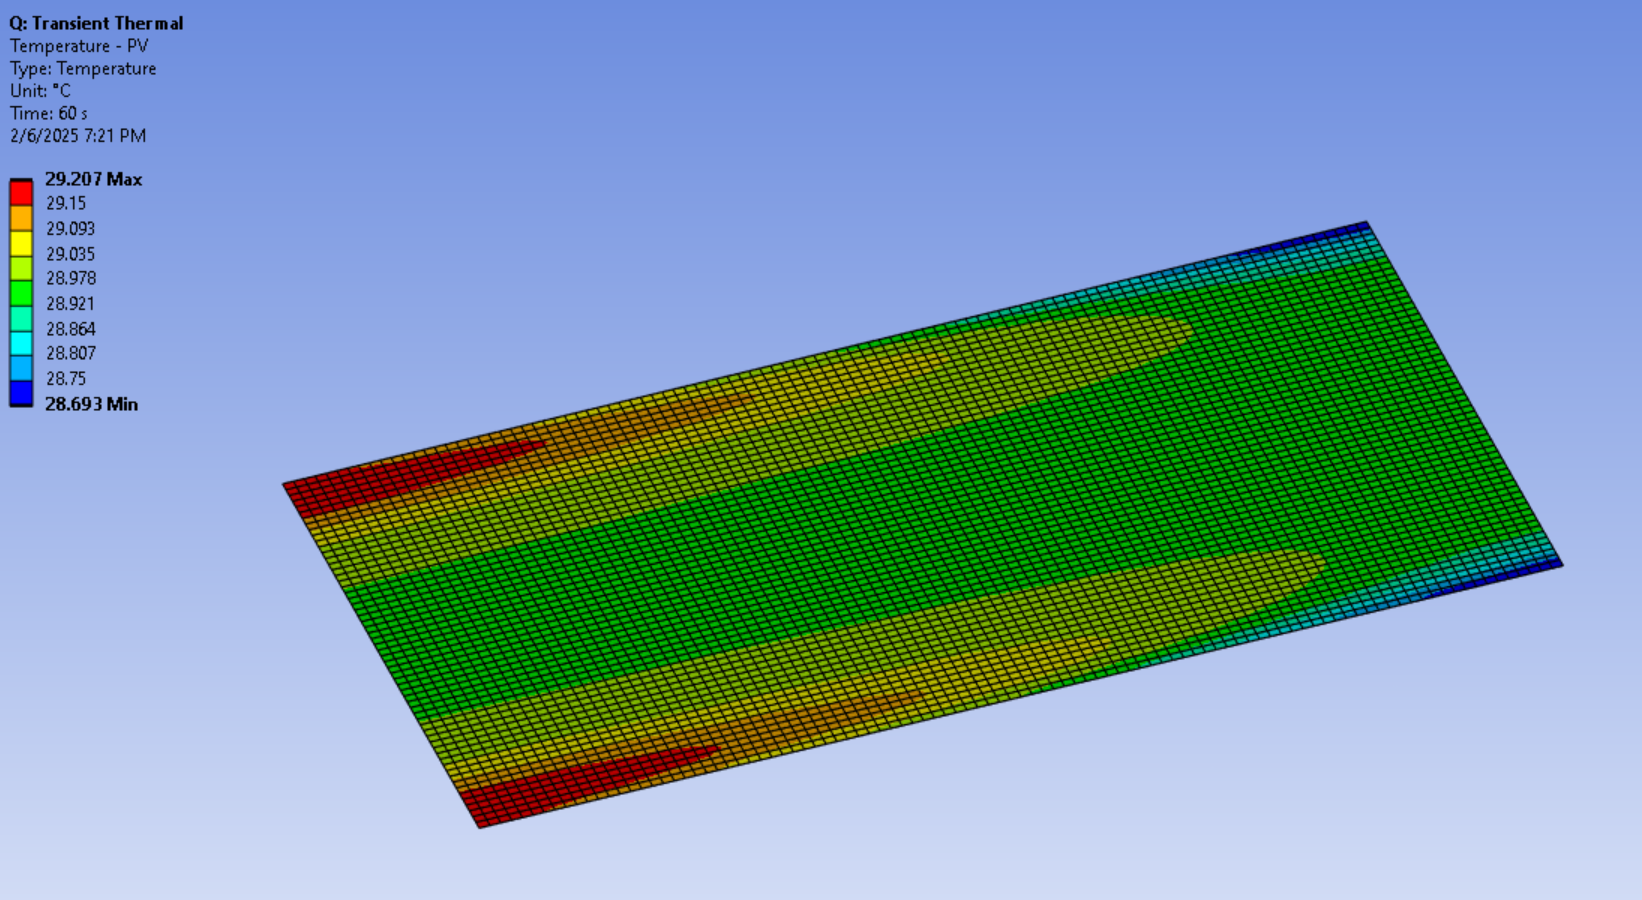 Q: Transient Thermal
Temperature - PV
Type: Temperature
Unit: °C
Time: 60 s
2/6/2025 7:21 PM
29.207 Max
29.15
29.093
29.035
28.978
28.921
28.864
28.807
28.75
28.693 Min